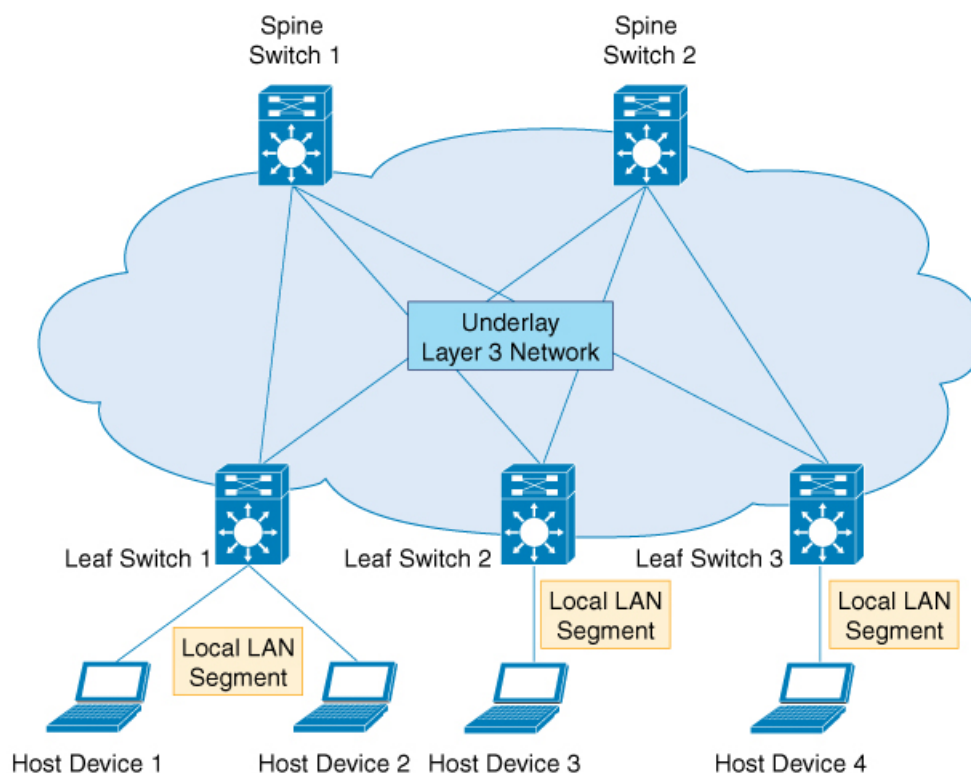 Spine
Switch 1
Spine
Switch 2
Underlay
Layer 3 Network
Leaf Switch 1
Leaf Switch 2
Leaf Switch 3
Local LAN
Segment
Local LAN
Segment
Local LAN
Segment
Host Device 1
Host Device 2
Host Device 3
Host Device 4